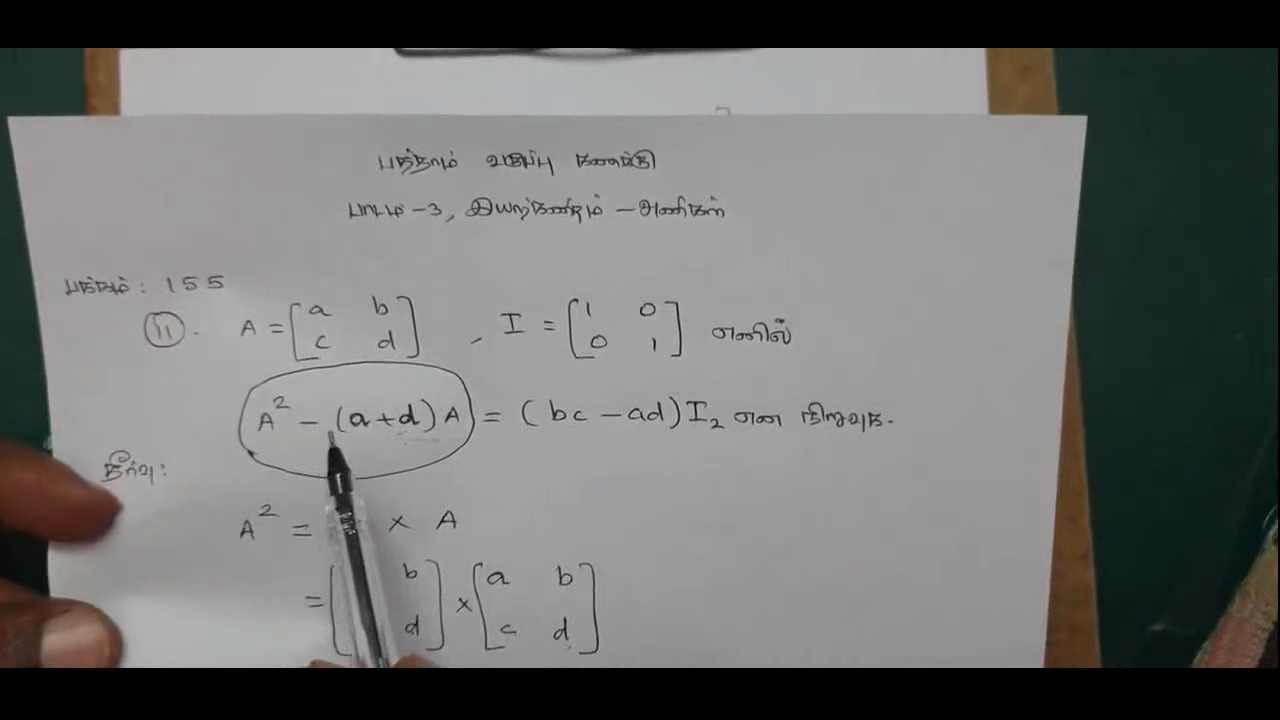 பத்தாம் வகுப்பு கணக்கு
பாடம் -3, இயற்கணிதம் - அணிகள்
பக்கம் : 155
11. A = [a b c d] , I = [1 0 0 1] எனில்
A² - (a+d) A = (bc - ad) I₂ என நிறுவுக.
தீர்வு:
A² = × A
= [ b d] × [a b c d]